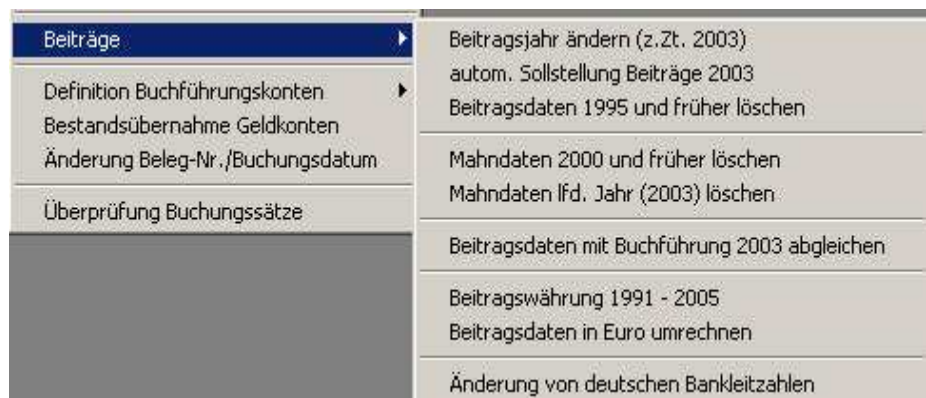 Beiträge
Definition Buchführungskonten
Bestandsübernahme Geldkonten
Änderung Beleg-Nr./Buchungsdatum
Überprüfung Buchungssätze
Beitragsjahr ändern (z.Zt. 2003)
autom. Sollstellung Beiträge 2003
Beitragsdaten 1995 und früher löschen
Mahndaten 2000 und früher löschen
Mahndaten lfd. Jahr (2003) löschen
Beitragsdaten mit Buchführung 2003 abgleichen
Beitragswährung 1991 - 2005
Beitragsdaten in Euro umrechnen
Änderung von deutschen Bankleitzahlen